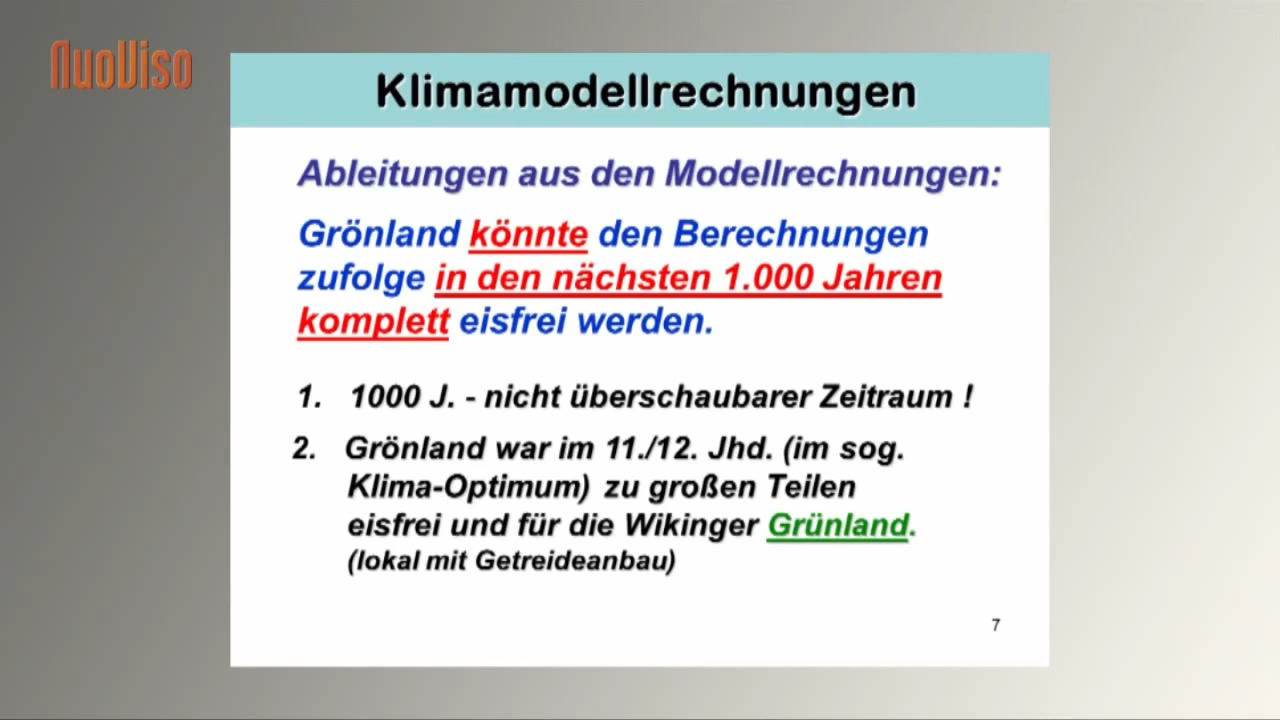 NuoViso
Klimamodellrechnungen
Ableitungen aus den Modellrechnungen:
Grönland könnte den Berechnungen
zufolge in den nächsten 1.000 Jahren
komplett eisfrei werden.
1. 1000 J. - nicht überschaubarer Zeitraum !
2. Grönland war im 11./12. Jhd. (im sog.
Klima-Optimum) zu großen Teilen
eisfrei und für die Wikinger Grünland.
(lokal mit Getreideanbau)
7